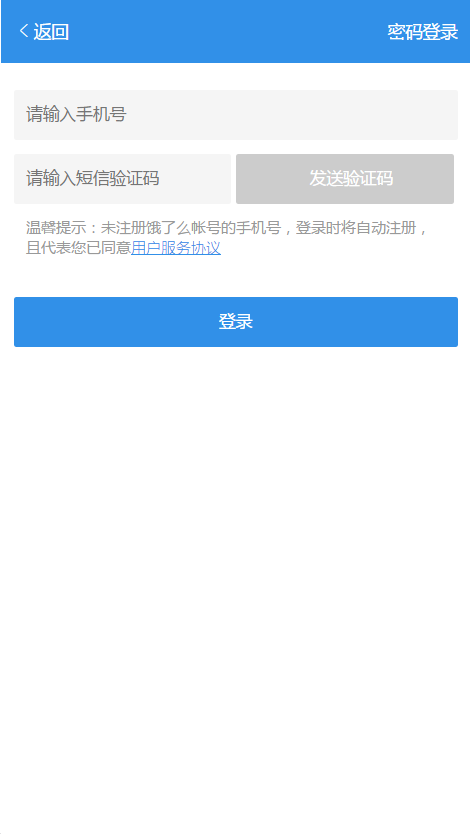 返回
密码登录
请输入手机号
请输入短信验证码
发送验证码
温馨提示：未注册饿了么帐号的手机号，登录时将自动注册，
且代表您已同意用户服务协议
登录